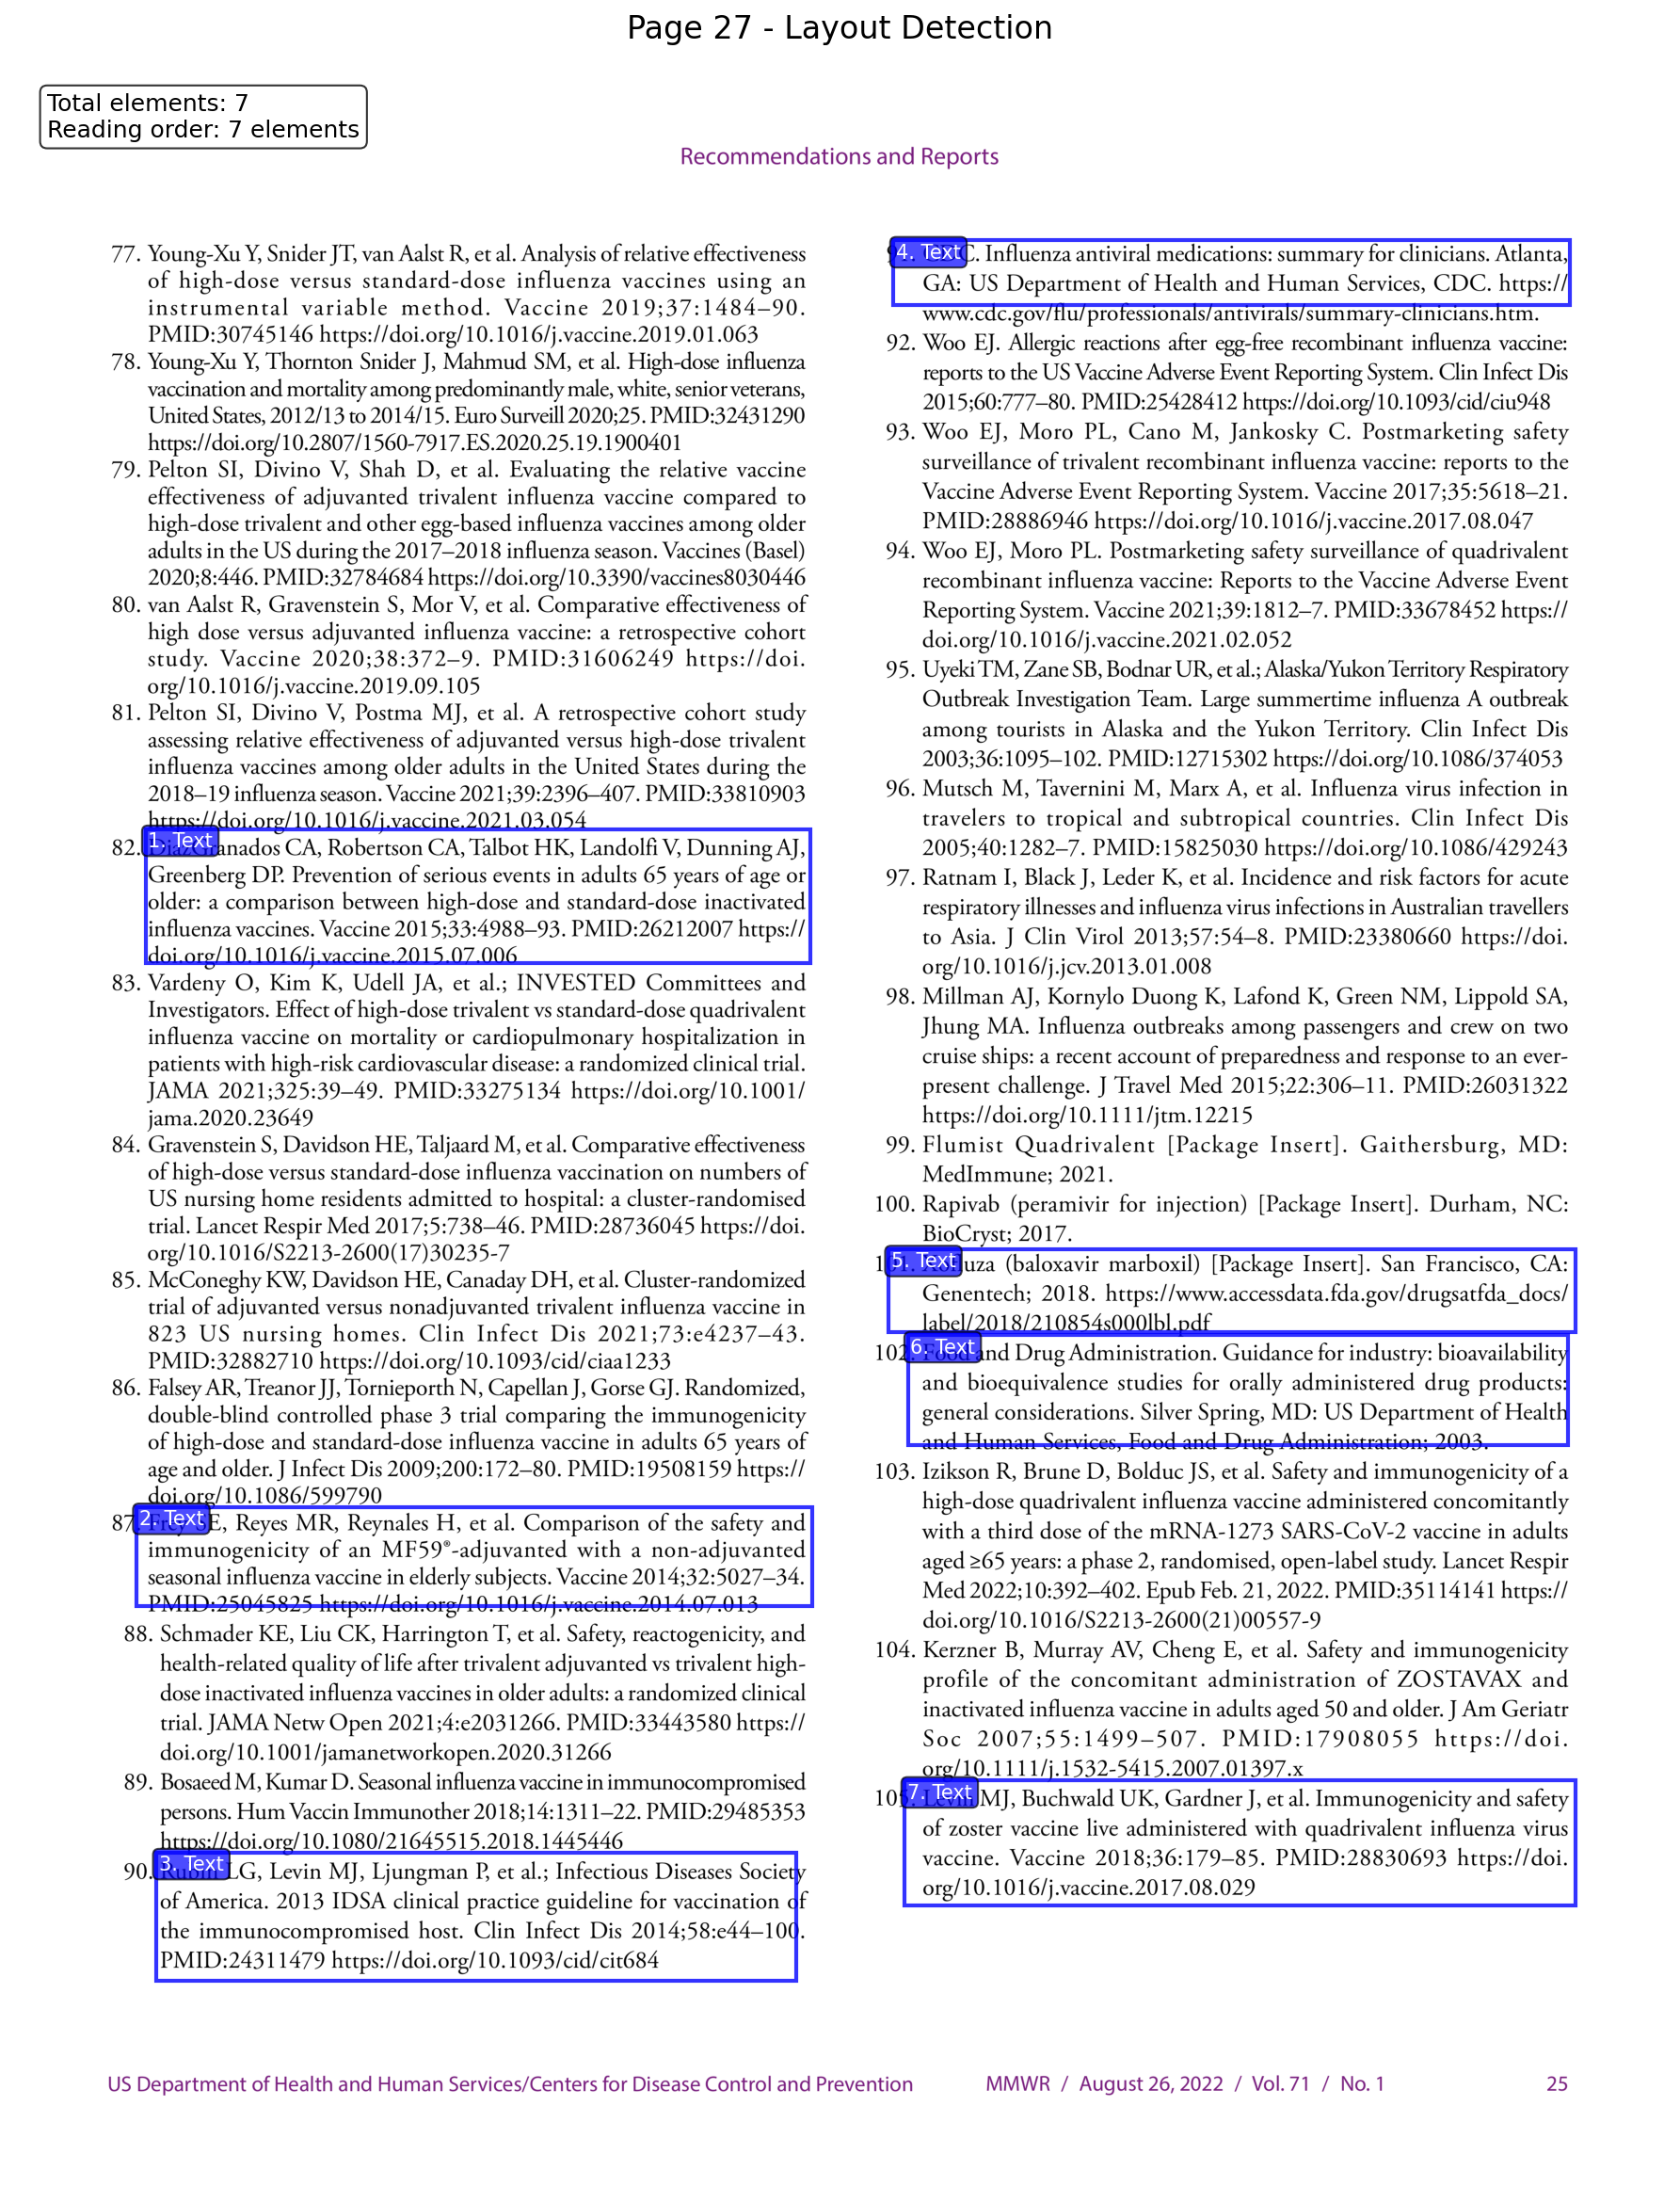 Page 27 - Layout Detection
Total elements: 7
Reading order: 7 elements
Recommendations and Reports
77. Young-Xu Y, Snider JT, van Aalst R, et al. Analysis of relative effectiveness
of high-dose versus standard-dose influenza vaccines using an
instrumental variable method. Vaccine 2019;37:1484–90.
PMID:30745146 https://doi.org/10.1016/j.vaccine.2019.01.063
78. Young-Xu Y, Thornton Snider J, Mahmud SM, et al. High-dose influenza
vaccination and mortality among predominantly male, white, senior veterans,
United States, 2012/13 to 2014/15. Euro Surveill 2020;25. PMID:32431290
https://doi.org/10.2807/1560-7917.ES.2020.25.19.1900401
79. Pelton SI, Divino V, Shah D, et al. Evaluating the relative vaccine
effectiveness of adjuvanted trivalent influenza vaccine compared to
high-dose trivalent and other egg-based influenza vaccines among older
adults in the US during the 2017–2018 influenza season. Vaccines (Basel)
2020;8:446. PMID:32784684 https://doi.org/10.3390/vaccines8030446
80. van Aalst R, Gravenstein S, Mor V, et al. Comparative effectiveness of
high dose versus adjuvanted influenza vaccine: a retrospective cohort
study. Vaccine 2020;38:372–9. PMID:31606249 https://doi.
org/10.1016/j.vaccine.2019.09.105
81. Pelton SI, Divino V, Postma MJ, et al. A retrospective cohort study
assessing relative effectiveness of adjuvanted versus high-dose trivalent
influenza vaccines among older adults in the United States during the
2018–19 influenza season. Vaccine 2021;39:2396–407. PMID:33810903
https://doi.org/10.1016/j.vaccine.2021.03.054
1. Text
82. DiazGranados CA, Robertson CA, Talbot HK, Landolfi V, Dunning AJ,
Greenberg DP. Prevention of serious events in adults 65 years of age or
older: a comparison between high-dose and standard-dose inactivated
influenza vaccines. Vaccine 2015;33:4988–93. PMID:26212007 https://
doi.org/10.1016/j.vaccine.2015.07.006
83. Vardeny O, Kim K, Udell JA, et al.; INVESTED Committees and
Investigators. Effect of high-dose trivalent vs standard-dose quadrivalent
influenza vaccine on mortality or cardiopulmonary hospitalization in
patients with high-risk cardiovascular disease: a randomized clinical trial.
JAMA 2021;325:39–49. PMID:33275134 https://doi.org/10.1001/
jama.2020.23649
84. Gravenstein S, Davidson HE, Taljaard M, et al. Comparative effectiveness
of high-dose versus standard-dose influenza vaccination on numbers of
US nursing home residents admitted to hospital: a cluster-randomised
trial. Lancet Respir Med 2017;5:738–46. PMID:28736045 https://doi.
org/10.1016/S2213-2600(17)30235-7
85. McConeghy KW, Davidson HE, Canaday DH, et al. Cluster-randomized
trial of adjuvanted versus nonadjuvanted trivalent influenza vaccine in
823 US nursing homes. Clin Infect Dis 2021;73:e4237–43.
PMID:32882710 https://doi.org/10.1093/cid/ciaa1233
86. Falsey AR, Treanor JJ, Tornieporth N, Capellan J, Gorse GJ. Randomized,
double-blind controlled phase 3 trial comparing the immunogenicity
of high-dose and standard-dose influenza vaccine in adults 65 years of
age and older. J Infect Dis 2009;200:172–80. PMID:19508159 https://
doi.org/10.1086/599790
2. Text
87. Frey SE, Reyes MR, Reynales H, et al. Comparison of the safety and
immunogenicity of an MF59®-adjuvanted with a non-adjuvanted
seasonal influenza vaccine in elderly subjects. Vaccine 2014;32:5027–34.
PMID:25045825 https://doi.org/10.1016/j.vaccine.2014.07.013
88. Schmader KE, Liu CK, Harrington T, et al. Safety, reactogenicity, and
health-related quality of life after trivalent adjuvanted vs trivalent high-
dose inactivated influenza vaccines in older adults: a randomized clinical
trial. JAMA Netw Open 2021;4:e2031266. PMID:33443580 https://
doi.org/10.1001/jamanetworkopen.2020.31266
89. Bosaeed M, Kumar D. Seasonal influenza vaccine in immunocompromised
persons. Hum Vaccin Immunother 2018;14:1311–22. PMID:29485353
https://doi.org/10.1080/21645515.2018.1445446
3. Text
90. Rubin LG, Levin MJ, Ljungman P, et al.; Infectious Diseases Society
of America. 2013 IDSA clinical practice guideline for vaccination of
the immunocompromised host. Clin Infect Dis 2014;58:e44–100.
PMID:24311479 https://doi.org/10.1093/cid/cit684
4. Text
91. CDC. Influenza antiviral medications: summary for clinicians. Atlanta,
GA: US Department of Health and Human Services, CDC. https://
www.cdc.gov/flu/professionals/antivirals/summary-clinicians.htm.
92. Woo EJ. Allergic reactions after egg-free recombinant influenza vaccine:
reports to the US Vaccine Adverse Event Reporting System. Clin Infect Dis
2015;60:777–80. PMID:25428412 https://doi.org/10.1093/cid/ciu948
93. Woo EJ, Moro PL, Cano M, Jankosky C. Postmarketing safety
surveillance of trivalent recombinant influenza vaccine: reports to the
Vaccine Adverse Event Reporting System. Vaccine 2017;35:5618–21.
PMID:28886946 https://doi.org/10.1016/j.vaccine.2017.08.047
94. Woo EJ, Moro PL. Postmarketing safety surveillance of quadrivalent
recombinant influenza vaccine: Reports to the Vaccine Adverse Event
Reporting System. Vaccine 2021;39:1812–7. PMID:33678452 https://
doi.org/10.1016/j.vaccine.2021.02.052
95. Uyeki TM, Zane SB, Bodnar UR, et al.; Alaska/Yukon Territory Respiratory
Outbreak Investigation Team. Large summertime influenza A outbreak
among tourists in Alaska and the Yukon Territory. Clin Infect Dis
2003;36:1095–102. PMID:12715302 https://doi.org/10.1086/374053
96. Mutsch M, Tavernini M, Marx A, et al. Influenza virus infection in
travelers to tropical and subtropical countries. Clin Infect Dis
2005;40:1282–7. PMID:15825030 https://doi.org/10.1086/429243
97. Ratnam I, Black J, Leder K, et al. Incidence and risk factors for acute
respiratory illnesses and influenza virus infections in Australian travellers
to Asia. J Clin Virol 2013;57:54–8. PMID:23380660 https://doi.
org/10.1016/j.jcv.2013.01.008
98. Millman AJ, Kornylo Duong K, Lafond K, Green NM, Lippold SA,
Jhung MA. Influenza outbreaks among passengers and crew on two
cruise ships: a recent account of preparedness and response to an ever-
present challenge. J Travel Med 2015;22:306–11. PMID:26031322
https://doi.org/10.1111/jtm.12215
99. Flumist Quadrivalent [Package Insert]. Gaithersburg, MD:
MedImmune; 2021.
100. Rapivab (peramivir for injection) [Package Insert]. Durham, NC:
BioCryst; 2017.
5. Text
101. Xofluza (baloxavir marboxil) [Package Insert]. San Francisco, CA:
Genentech; 2018. https://www.accessdata.fda.gov/drugsatfda_docs/
label/2018/210854s000lbl.pdf
6. Text
102. Food and Drug Administration. Guidance for industry: bioavailability
and bioequivalence studies for orally administered drug products:
general considerations. Silver Spring, MD: US Department of Health
and Human Services, Food and Drug Administration; 2003.
103. Izikson R, Brune D, Bolduc JS, et al. Safety and immunogenicity of a
high-dose quadrivalent influenza vaccine administered concomitantly
with a third dose of the mRNA-1273 SARS-CoV-2 vaccine in adults
aged ≥65 years: a phase 2, randomised, open-label study. Lancet Respir
Med 2022;10:392–402. Epub Feb. 21, 2022. PMID:35114141 https://
doi.org/10.1016/S2213-2600(21)00557-9
104. Kerzner B, Murray AV, Cheng E, et al. Safety and immunogenicity
profile of the concomitant administration of ZOSTAVAX and
inactivated influenza vaccine in adults aged 50 and older. J Am Geriatr
Soc 2007;55:1499–507. PMID:17908055 https://doi.
org/10.1111/j.1532-5415.2007.01397.x
7. Text
105. Levin MJ, Buchwald UK, Gardner J, et al. Immunogenicity and safety
of zoster vaccine live administered with quadrivalent influenza virus
vaccine. Vaccine 2018;36:179–85. PMID:28830693 https://doi.
org/10.1016/j.vaccine.2017.08.029
US Department of Health and Human Services/Centers for Disease Control and Prevention MMWR / August 26, 2022 / Vol. 71 / No. 1 25